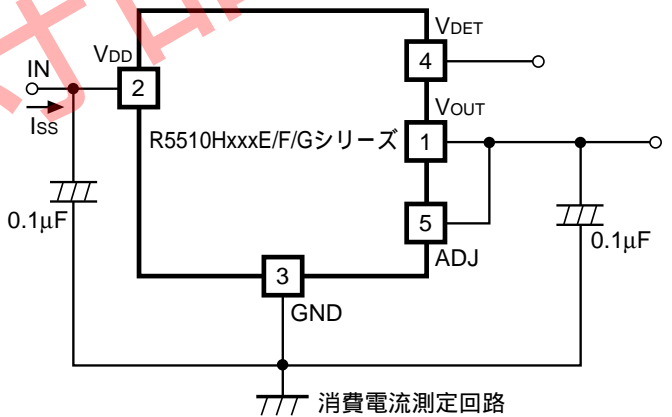 VDET
VDD
4
IN
2
VOUT
ISS
R5510HxxxE/F/Gシリーズ
1
0.1μF
5
0.1μF
ADJ
3
GND
消費電流測定回路